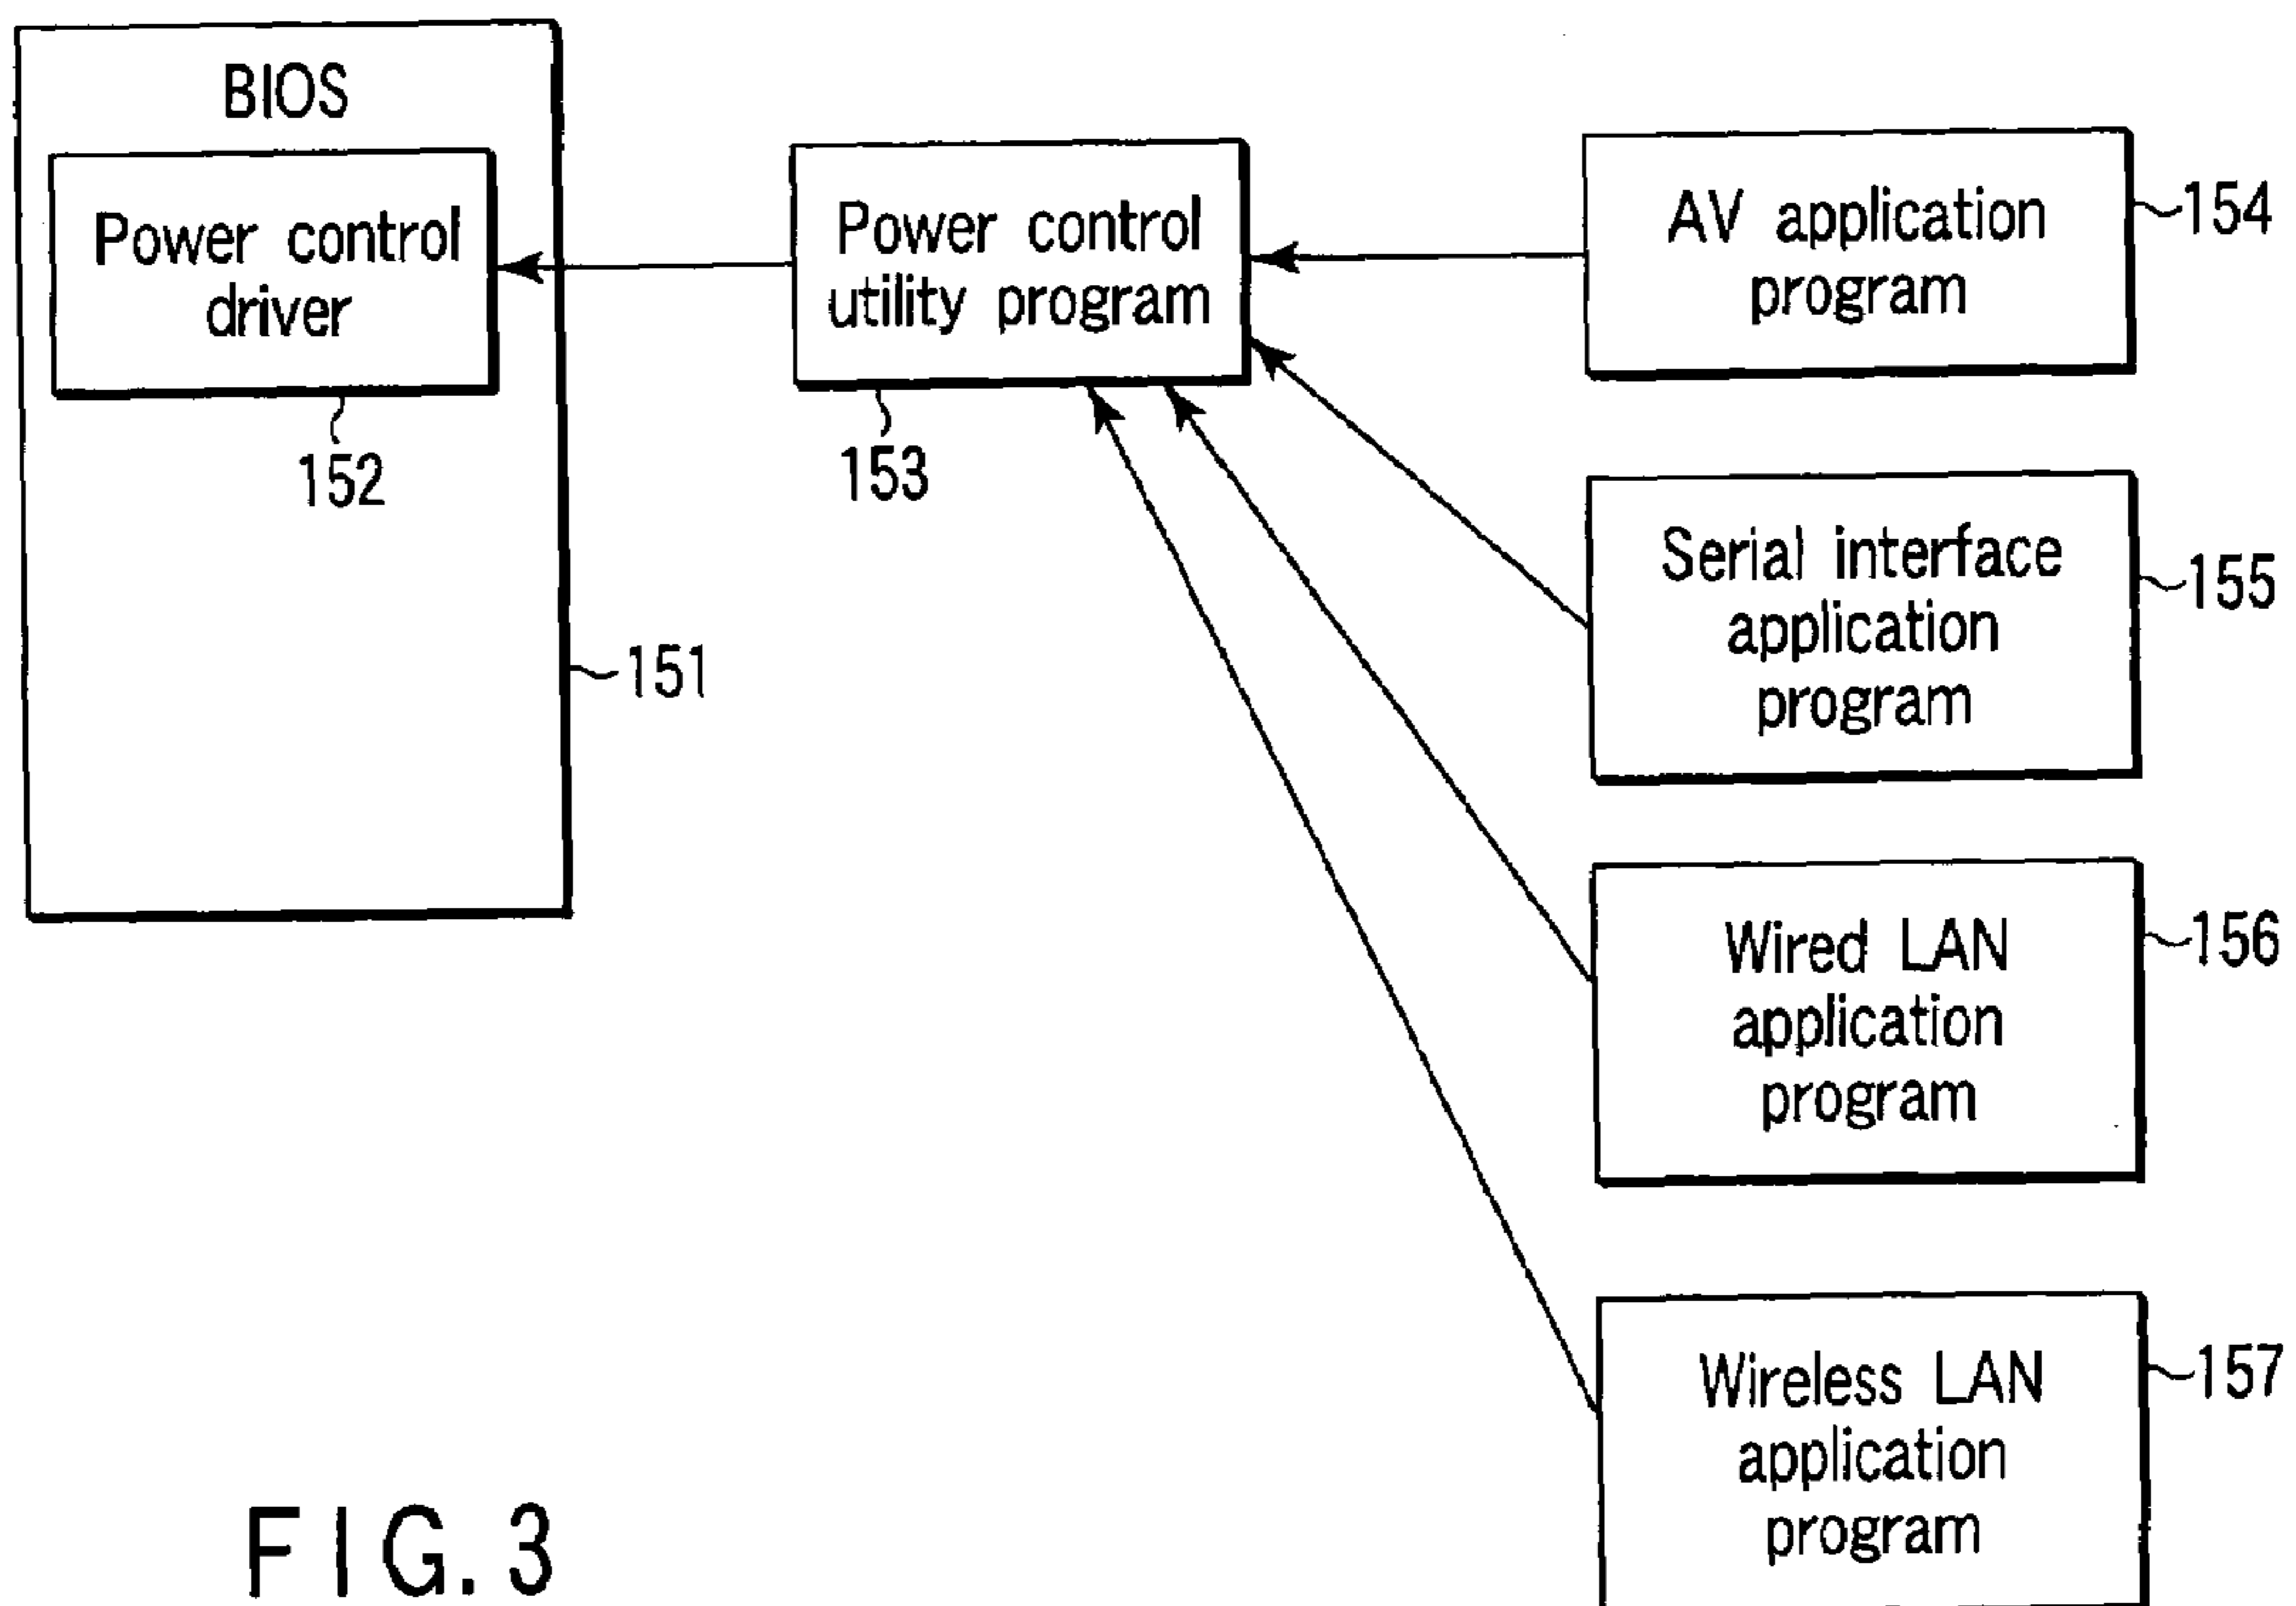 BIOS
Power control
driver
152
151
Power control
utility program
153
AV application
program
154
Serial interface
application
program
155
Wired LAN
application
program
156
Wireless LAN
application
program
157
FIG. 3